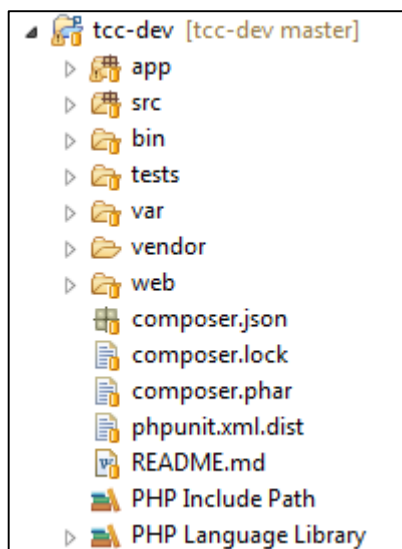 tcc-dev [tcc-dev master]
app
src
bin
tests
var
vendor
web
composer.json
composer.lock
composer.phar
phpunit.xml.dist
README.md
PHP Include Path
PHP Language Library